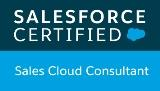 SALESFORCE
CERTIFIED
Sales Cloud Consultant